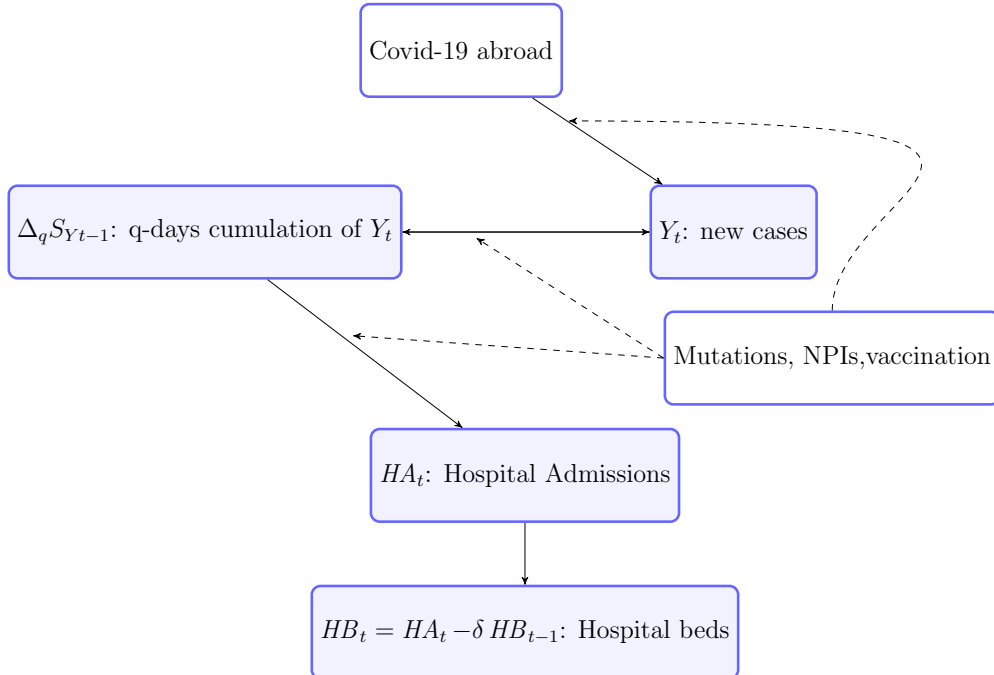 Covid-19 abroad
Δ_qS_{Yt−1}: q-days cumulation of Y_t
Y_t: new cases
Mutations, NPIs,vaccination
HA_t: Hospital Admissions
HB_t = HA_t −δ HB_{t−1}: Hospital beds